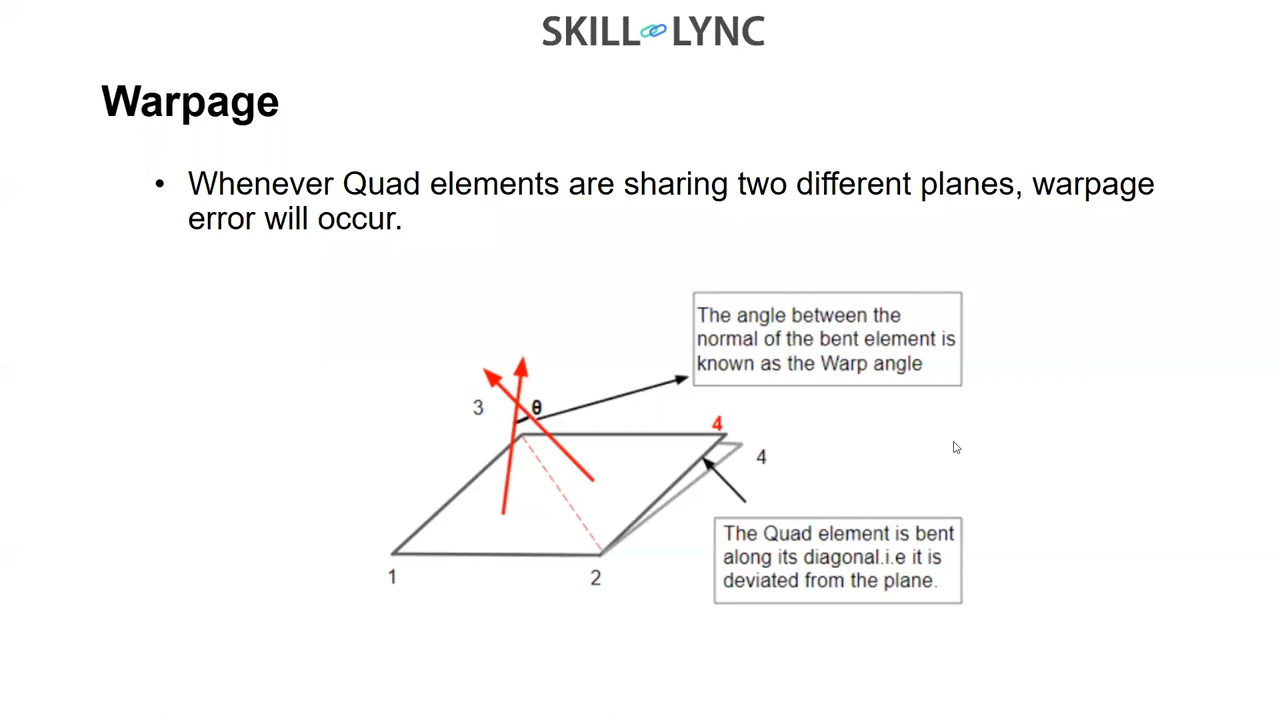 SKILL LYNC
Warpage
• Whenever Quad elements are sharing two different planes, warpage
error will occur.
The angle between the
normal of the bent element is
known as the Warp angle
3
θ
4
4
The Quad element is bent
along its diagonal.i.e it is
deviated from the plane.
1
2